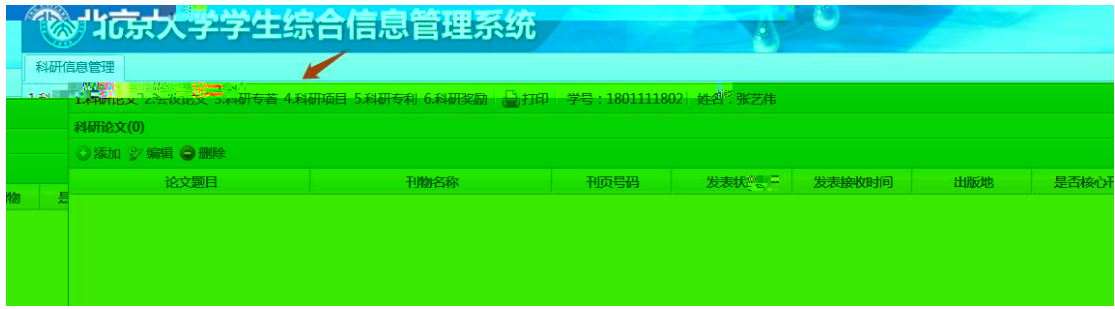 北京大学学生综合信息管理系统
科研信息管理
1.科研论文 2.会议论文 3.科研专著 4.科研项目 5.科研专利 6.科研奖励 打印 学号：1801111802 姓名：张艺伟
科研论文(0)
添加 编辑 删除
论文题目 刊物名称 刊页号码 发表状 发表接收时间 出版地 是否核心刊
物 是